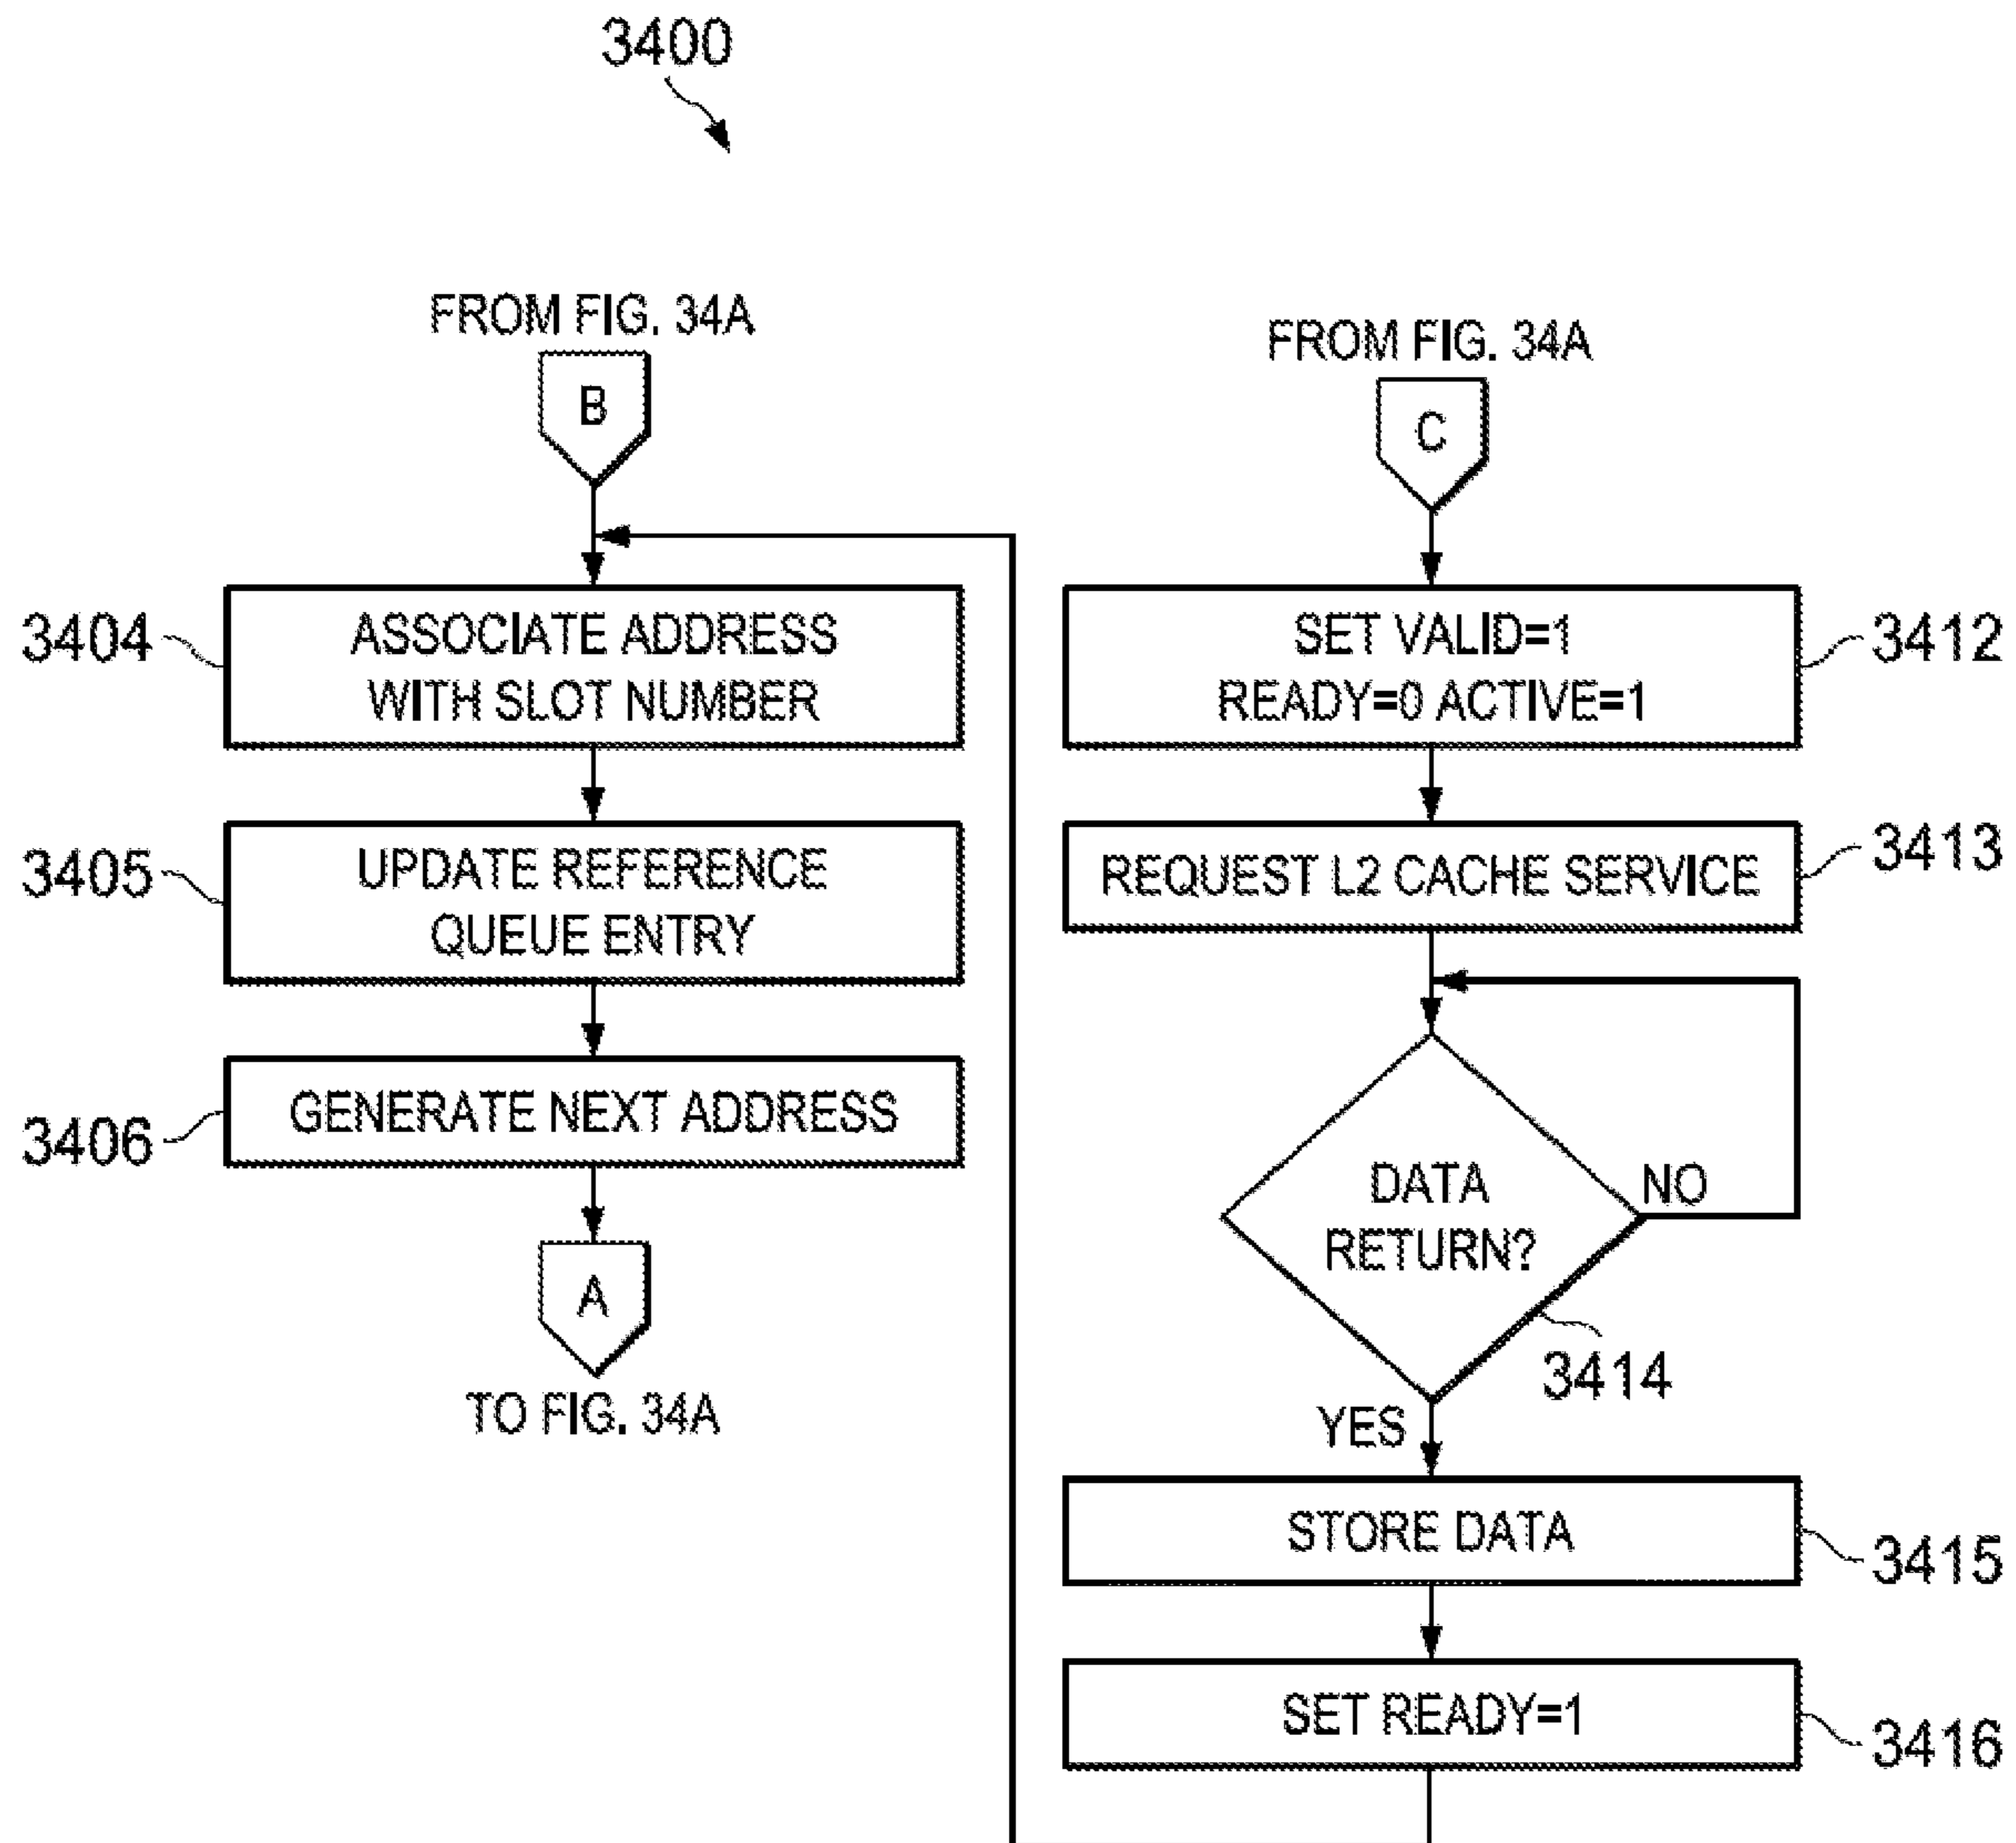 3400
FROM FIG. 34A
B
3404
ASSOCIATE ADDRESS
WITH SLOT NUMBER
3405
UPDATE REFERENCE
QUEUE ENTRY
3406
GENERATE NEXT ADDRESS
A
TO FIG. 34A
FROM FIG. 34A
C
SET VALID=1
READY=0 ACTIVE=1
3412
REQUEST L2 CACHE SERVICE
3413
DATA
RETURN?
NO
3414
YES
STORE DATA
3415
SET READY=1
3416